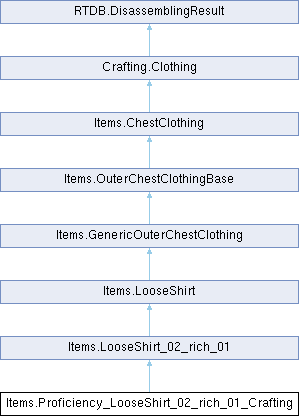 RTDB.DisassemblingResult
Crafting.Clothing
Items.ChestClothing
Items.OuterChestClothingBase
Items.GenericOuterChestClothing
Items.LooseShirt
Items.LooseShirt_02_rich_01
Items.Proficiency_LooseShirt_02_rich_01_Crafting